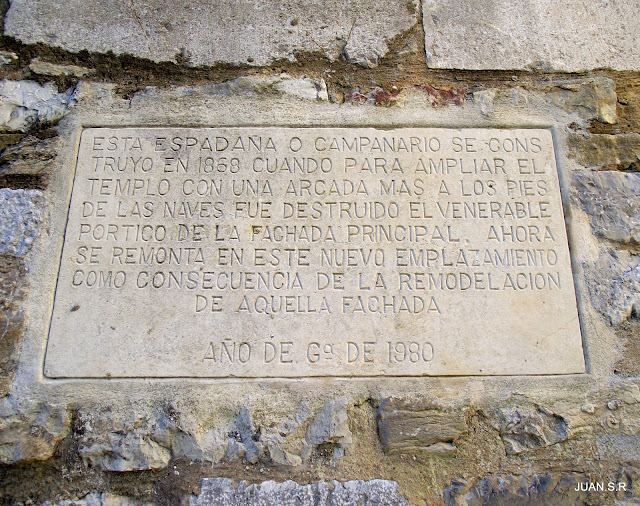 ESTA ESPADAÑA O CAMPANARIO SE CONS
TRUYO EN 1868 CUANDO PARA AMPLIAR EL
TEMPLO CON UNA ARCADA MAS A LOS PIES
DE LAS NAVES FUE DESTRUIDO EL VENERABLE
PORTICO DE LA FACHADA PRINCIPAL. AHORA
SE REMONTA EN ESTE NUEVO EMPLAZAMIENTO
COMO CONSECUENCIA DE LA REMODELACION
DE AQUELLA FACHADA
AÑO DE Gª DE 1980
JUAN.S.R